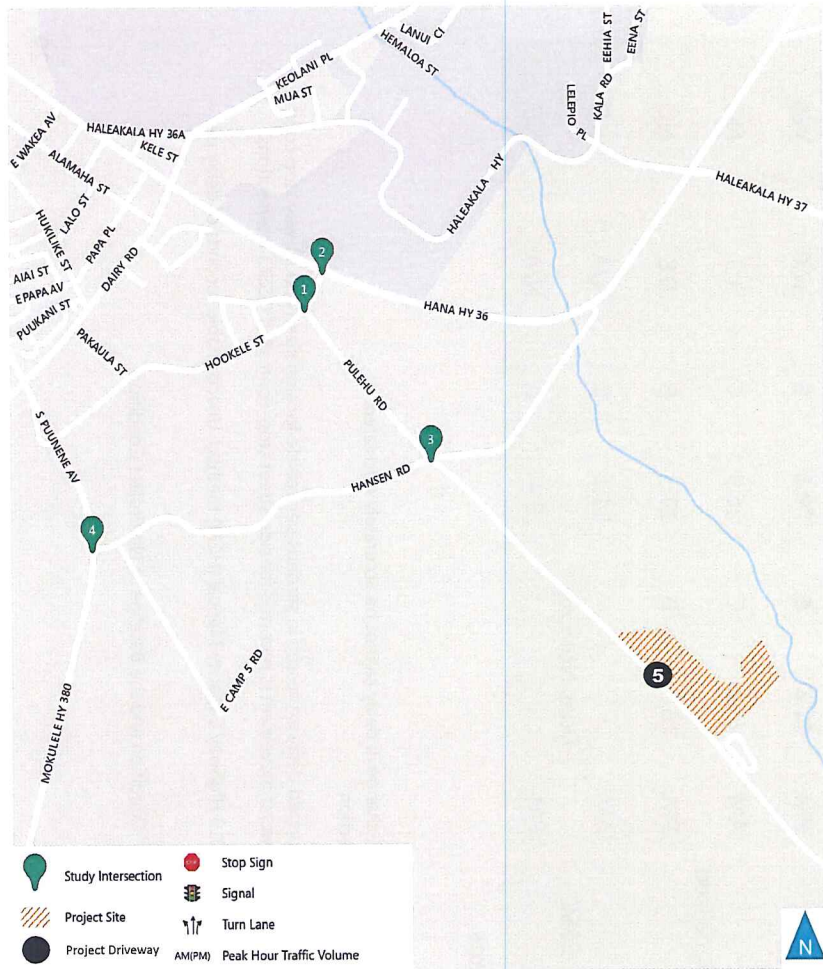 LANUI CI
HEMALOA ST
EEHIA ST
EENA ST
KEOLANI PL
MUA ST
LELEPIO PL
KALA RD
HALEAKALA HY 36A
KELE ST
E WAKEA AV
ALAMAHA ST
HALEAKALA HY
HALEAKALA HY 37
LALO ST
HUKILIKE ST
PAPA PL
DAIRY RD
AIAI ST
E PAPA AV
PUUKANI ST
2
1
HANA HY 36
PAKAULA ST
HOOKELE ST
PULEHU RD
S PUUNENE AV
3
HANSEN RD
4
E CAMP 5 RD
5
MOKULELE HY 380
Study Intersection
Project Site
Project Driveway
STOP
Stop Sign
Signal
Turn Lane
AM(PM) Peak Hour Traffic Volume
N